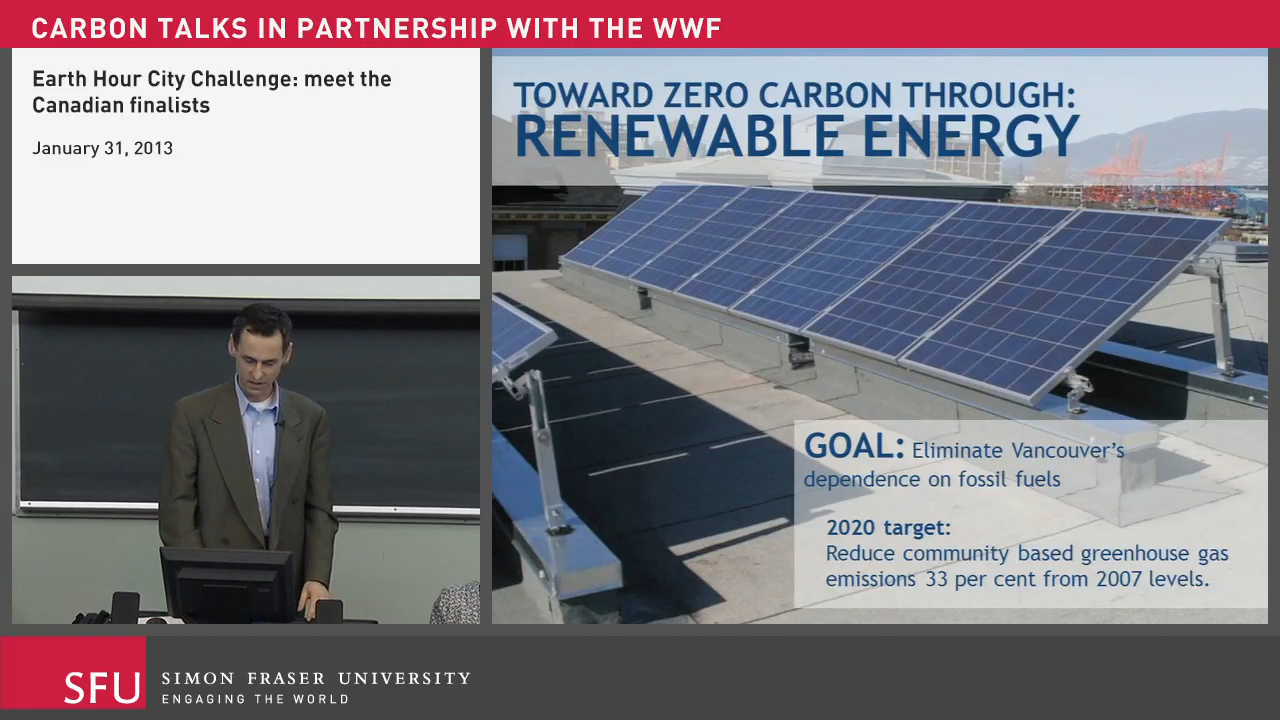 CARBON TALKS IN PARTNERSHIP WITH THE WWF
Earth Hour City Challenge: meet the
Canadian finalists
January 31, 2013
TOWARD ZERO CARBON THROUGH:
RENEWABLE ENERGY
GOAL: Eliminate Vancouver's
dependence on fossil fuels
2020 target:
Reduce community based greenhouse gas
emissions 33 per cent from 2007 levels.
SFU
SIMON FRASER UNIVERSITY
ENGAGING THE WORLD